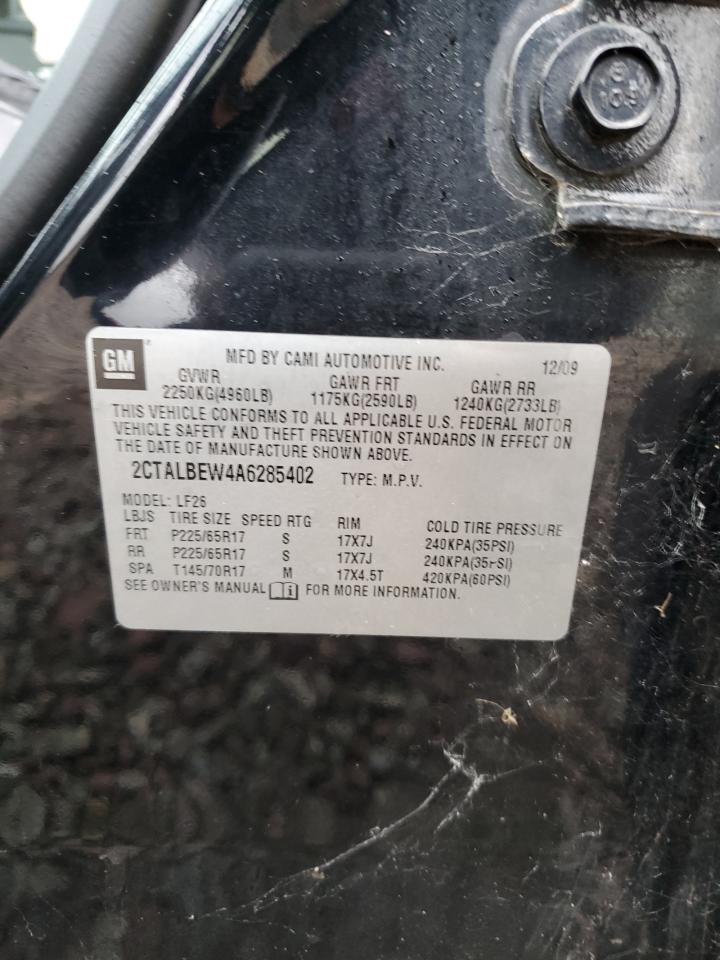 10.9
GM
MFD BY CAMI AUTOMOTIVE INC. 12/09
GVWR GAWR FRT GAWR RR
2250KG(4960LB) 1175KG(2590LB) 1240KG(2733LB)
THIS VEHICLE CONFORMS TO ALL APPLICABLE U.S. FEDERAL MOTOR
VEHICLE SAFETY AND THEFT PREVENTION STANDARDS IN EFFECT ON
THE DATE OF MANUFACTURE SHOWN ABOVE.
2CTALBEW4A6285402 TYPE: M.P.V.
MODEL: LF26
LBJS TIRE SIZE SPEED RTG RIM COLD TIRE PRESSURE
FRT P225/65R17 S 17X7J 240KPA(35PSI)
RR P225/65R17 S 17X7J 240KPA(35PSI)
SPA T145/70R17 M 17X4.5T 420KPA(60PSI)
SEE OWNER'S MANUAL FOR MORE INFORMATION.